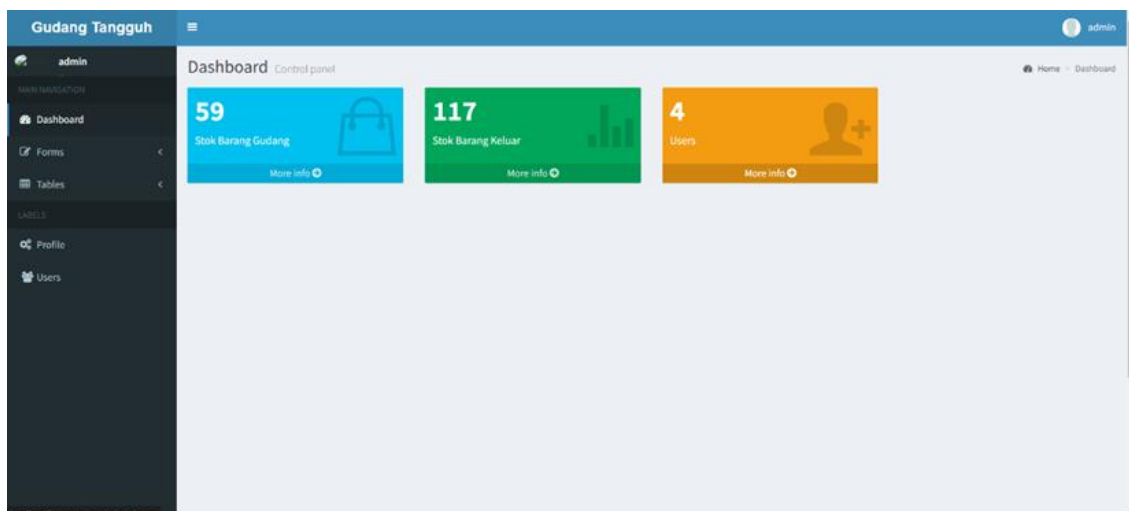 Gudang Tangguh
admin
admin
MAIN NAVIGATION
Dashboard
Forms
Tables
LABELS
Profile
Users
Dashboard Control panel
Home > Dashboard
59
Stok Barang Gudang
More info
117
Stok Barang Keluar
More info
4
Users
More info